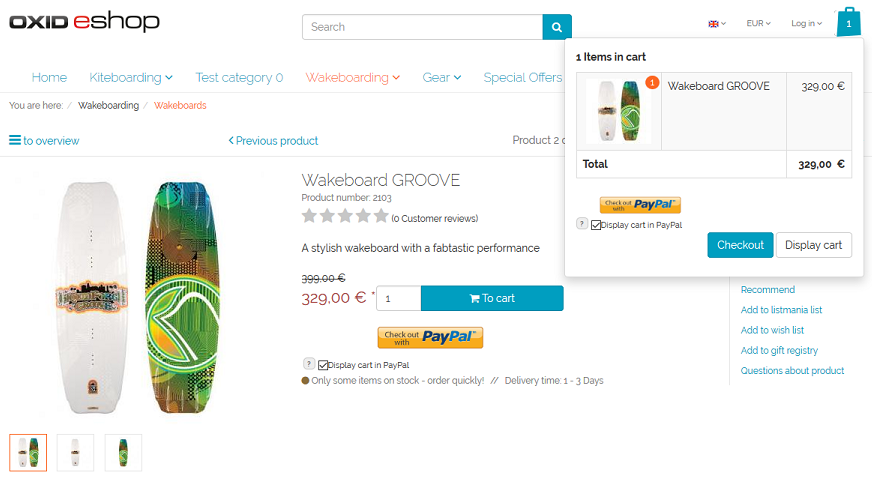 OXID eshop
Search
EUR
Log in
1
Home Kiteboarding Test category 0 Wakeboarding Gear Special Offers
You are here: / Wakeboarding / Wakeboards
to overview
Previous product
Product 2
1 Items in cart
1
Wakeboard GROOVE 329,00 €
Total 329,00 €
Check out with PayPal
? Display cart in PayPal
Checkout
Display cart
Wakeboard GROOVE
Product number: 2103
(0 Customer reviews)
A stylish wakeboard with a fabtastic performance
399,00 €
329,00 € *
1
To cart
Check out with PayPal
? Display cart in PayPal
Only some items on stock - order quickly! // Delivery time: 1 - 3 Days
Recommend
Add to listmania list
Add to wish list
Add to gift registry
Questions about product